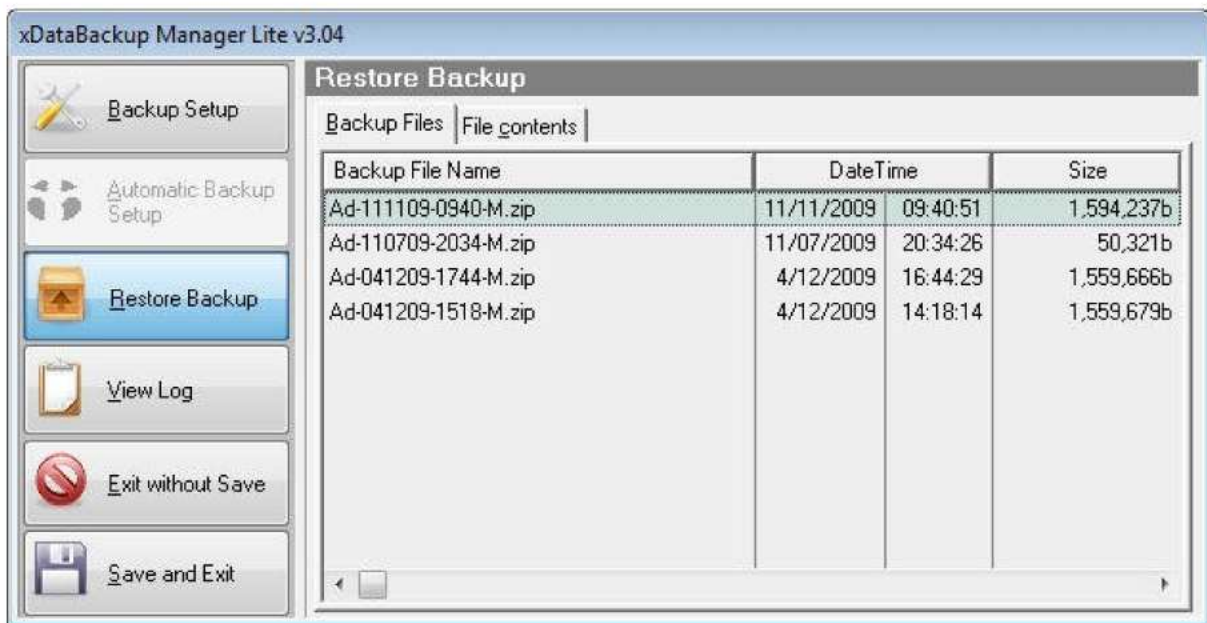 xDataBackup Manager Lite v3.04
Backup Setup
Automatic Backup
Setup
Restore Backup
View Log
Exit without Save
Save and Exit
Restore Backup
Backup Files File contents
Backup File Name DateTime Size
Ad-111109-0940-M.zip 11/11/2009 09:40:51 1,594,237b
Ad-110709-2034-M.zip 11/07/2009 20:34:26 50,321b
Ad-041209-1744-M.zip 4/12/2009 16:44:29 1,559,666b
Ad-041209-1518-M.zip 4/12/2009 14:18:14 1,559,679b